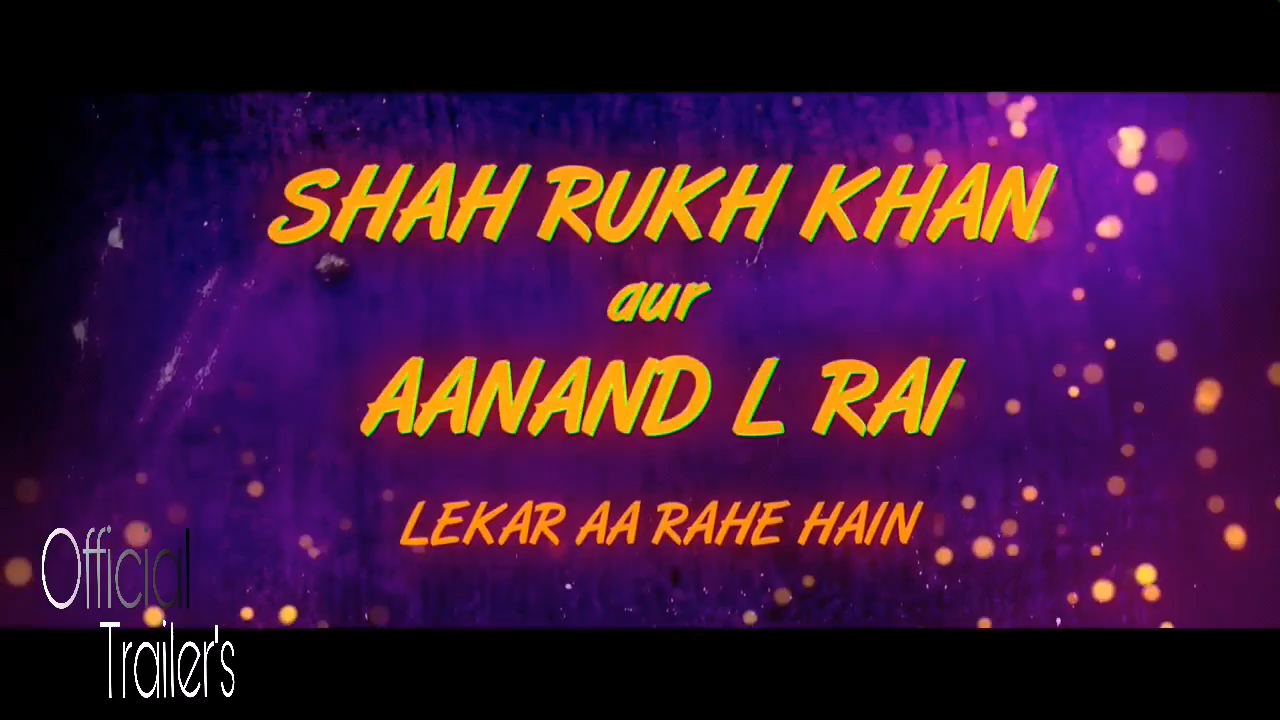 SHAH RUKH KHAN
aur
AANAND L RAI
LEKAR AA RAHE HAIN
Official
Trailer's